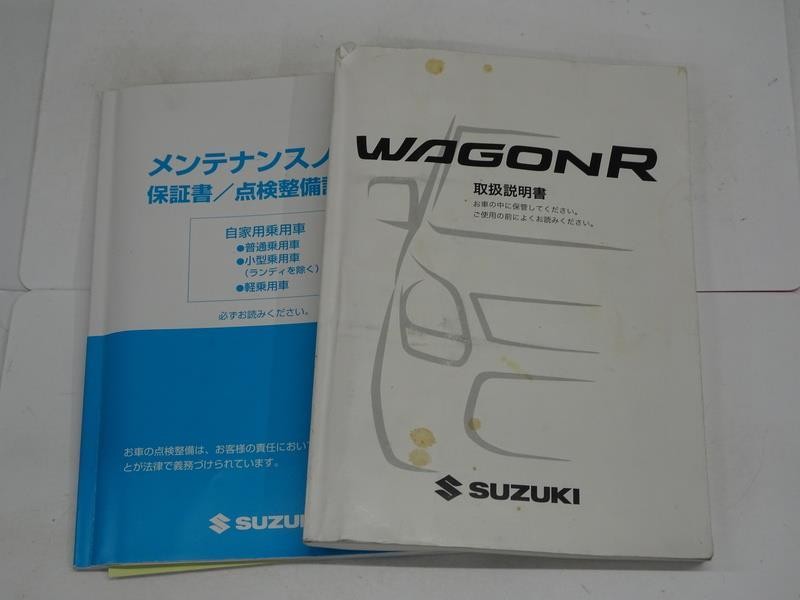 メンテナンスノ
保証書／点検整備
自家用乗用車
●普通乗用車
●小型乗用車
（ランディを除く）
●軽乗用車
必ずお読みください。
お車の点検整備は、お客様の責任におい
とが法律で義務づけられています。
SUZU
WAGON R
取扱説明書
お車の中に保管してください。
ご使用の前によくお読みください。
SUZUKI